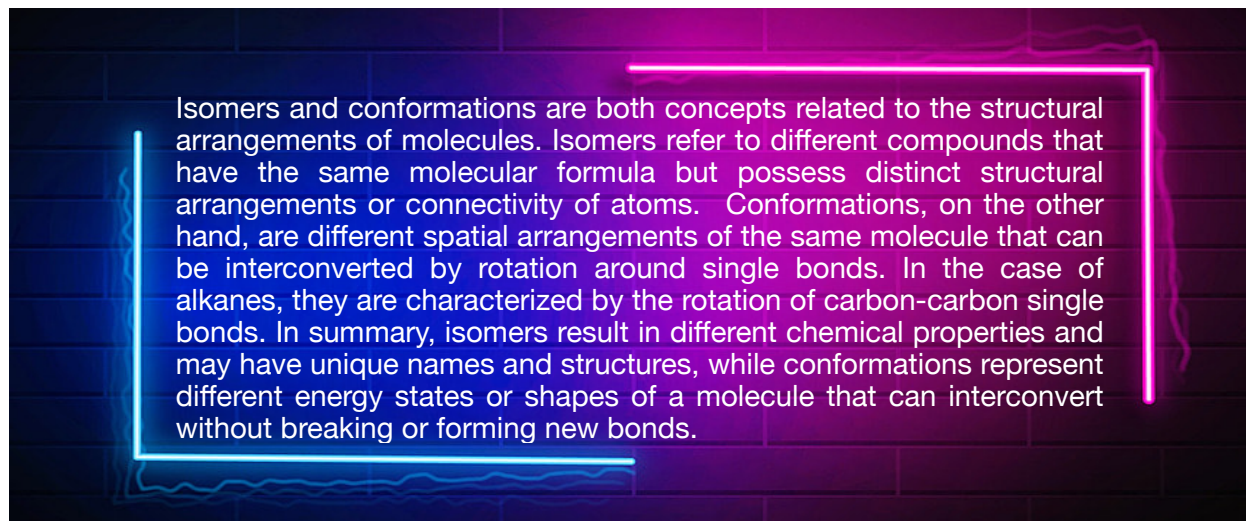 Isomers and conformations are both concepts related to the structural
arrangements of molecules. Isomers refer to different compounds that
have the same molecular formula but possess distinct structural
arrangements or connectivity of atoms.  Conformations, on the other
hand, are different spatial arrangements of the same molecule that can
be interconverted by rotation around single bonds. In the case of
alkanes, they are characterized by the rotation of carbon-carbon single
bonds. In summary, isomers result in different chemical properties and
may have unique names and structures, while conformations represent
different energy states or shapes of a molecule that can interconvert
without breaking or forming new bonds.